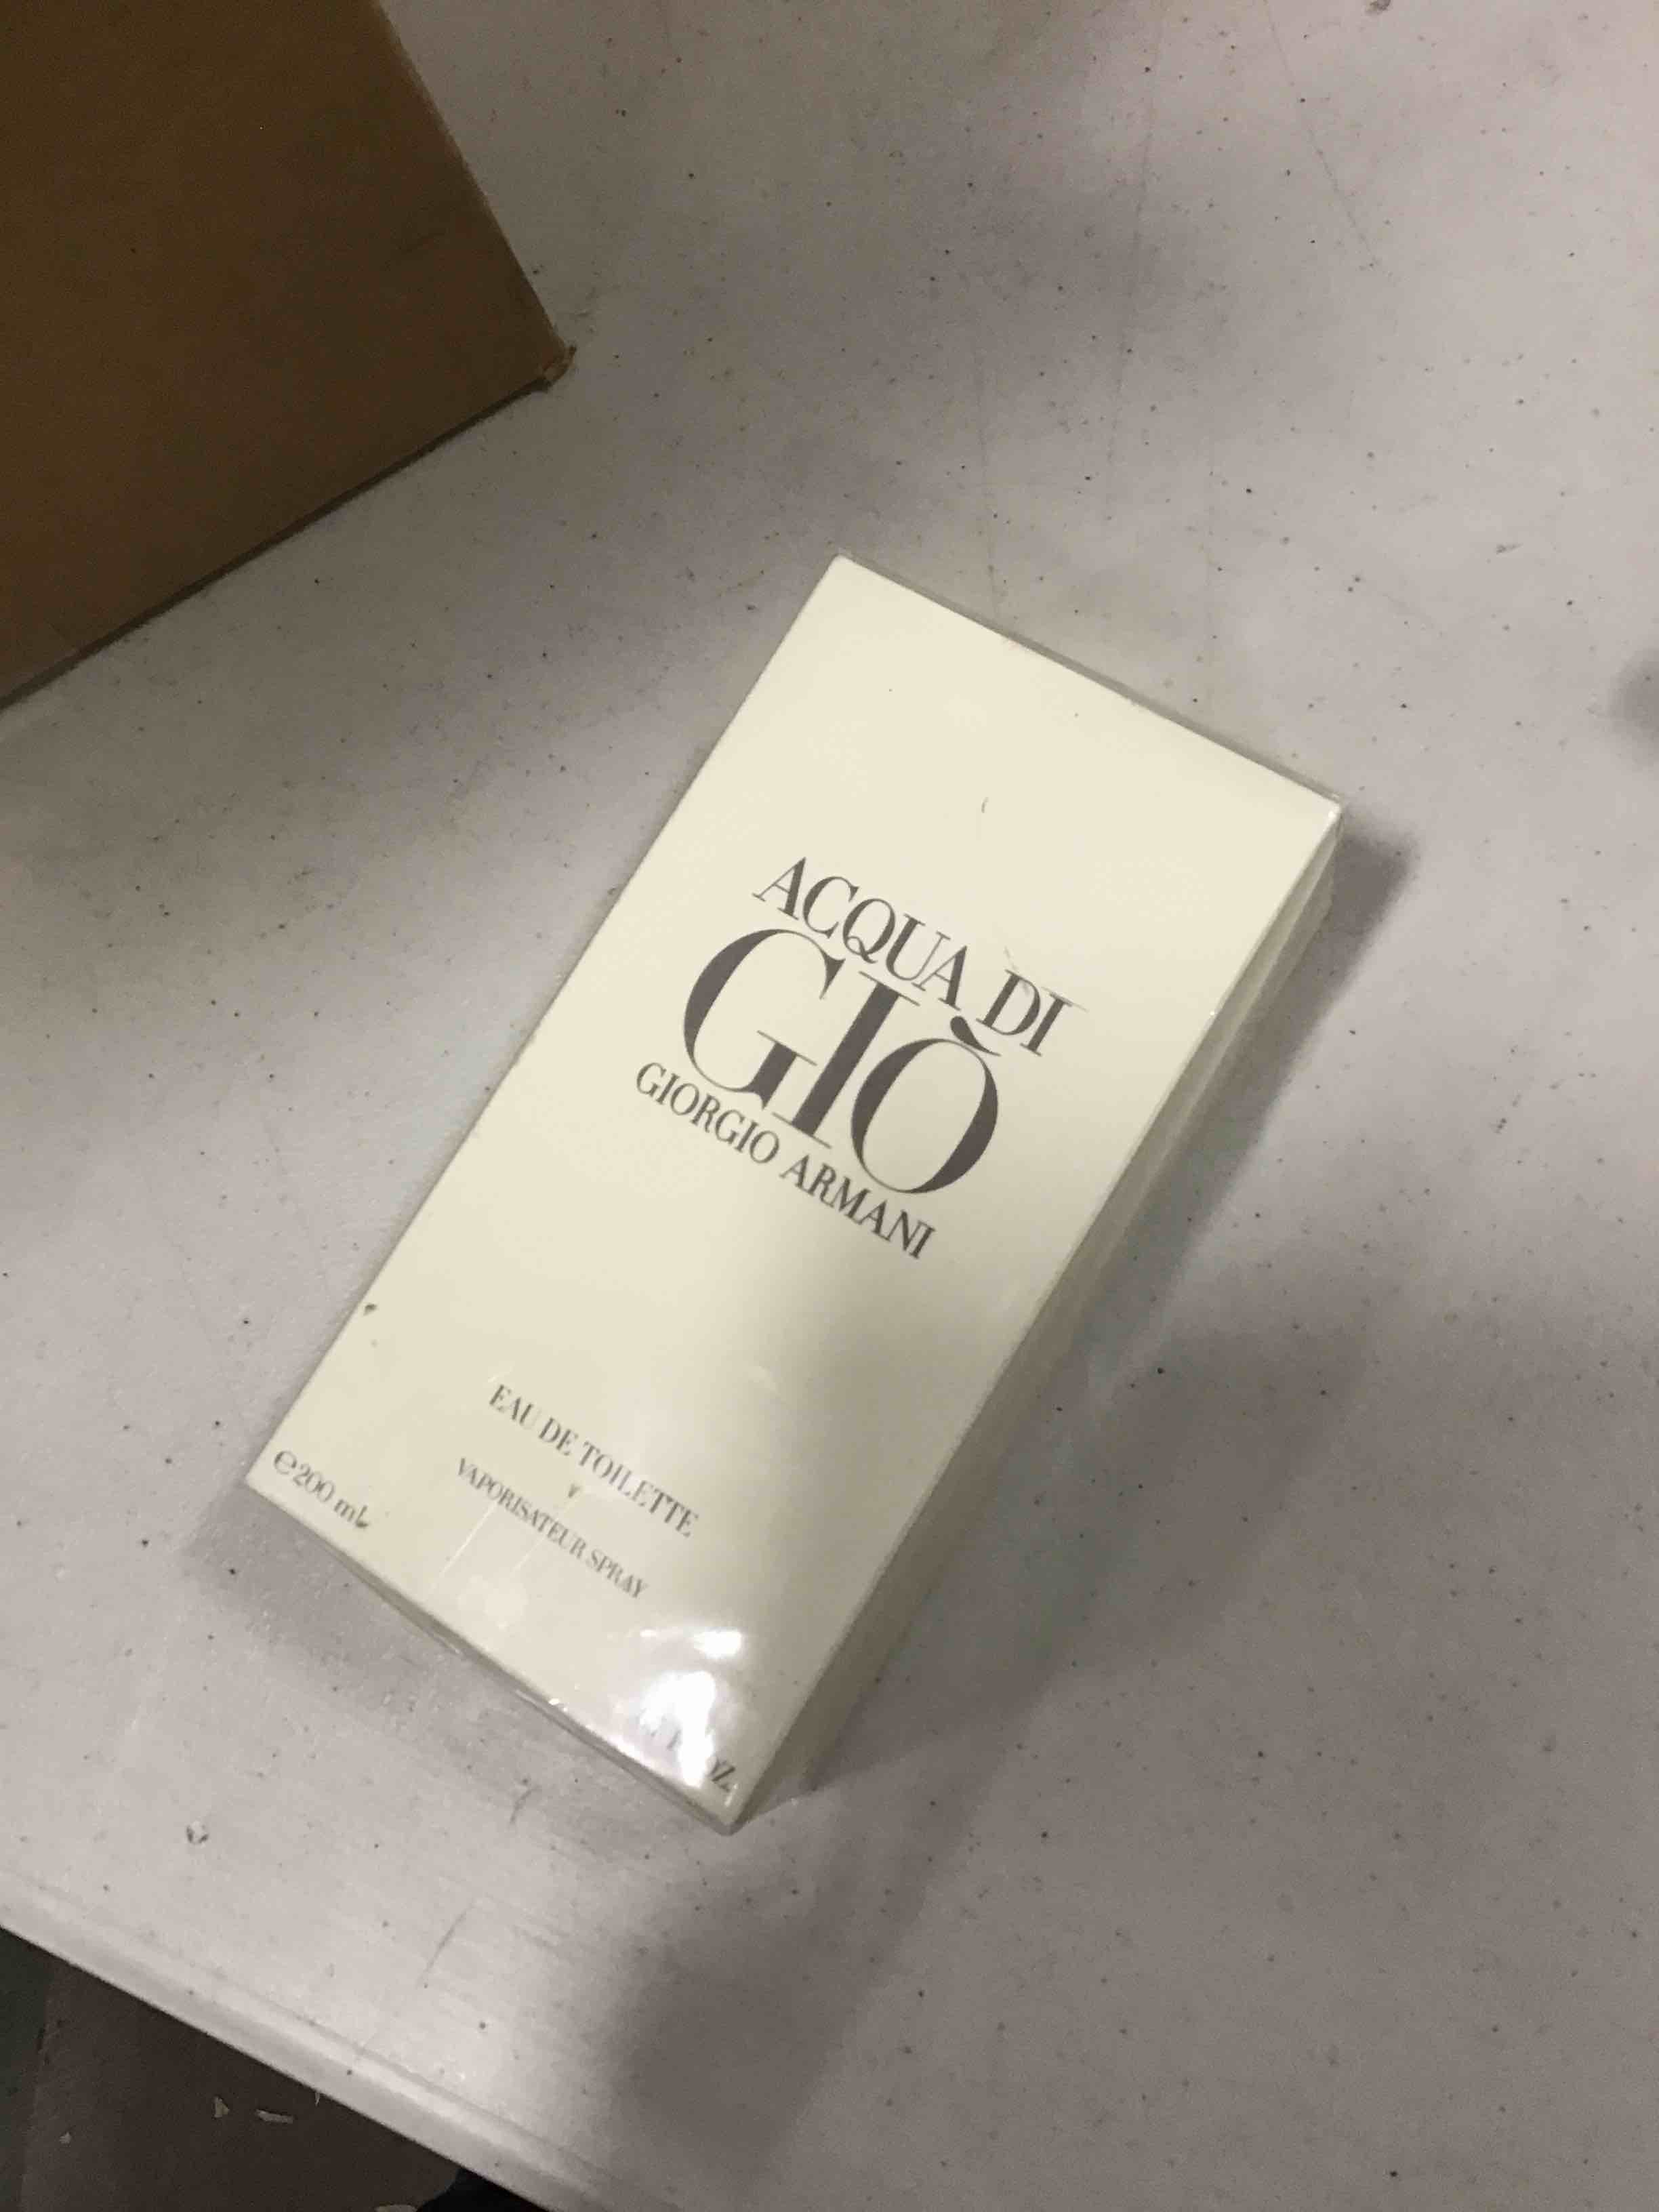 ACQUA DI
GIÒ
GIORGIO ARMANI
EAU DE TOILETTE
VAPORISATEUR SPRAY
℮200 mL